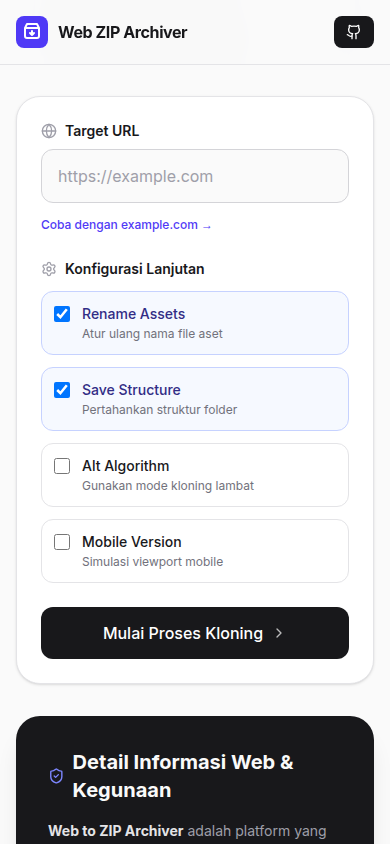 Web ZIP Archiver
Target URL
https://example.com
Coba dengan example.com →
Konfigurasi Lanjutan
Rename Assets
Atur ulang nama file aset
Save Structure
Pertahankan struktur folder
Alt Algorithm
Gunakan mode kloning lambat
Mobile Version
Simulasi viewport mobile
Mulai Proses Kloning
Detail Informasi Web &
Kegunaan
Web to ZIP Archiver adalah platform yang